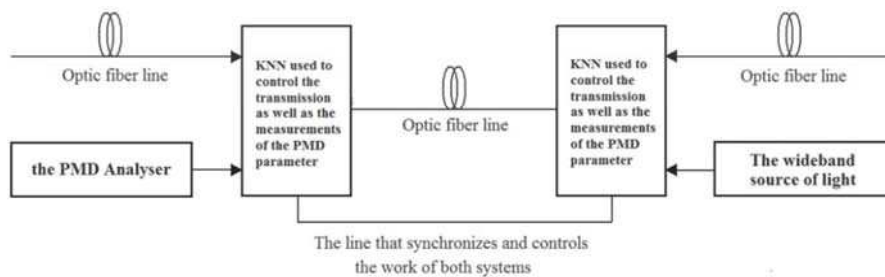 Optic fiber line
KNN used to
control the
transmission
as well as the
measurements
of the PMD
parameter
Optic fiber line
KNN used to
control the
transmission
as well as the
measurements
of the PMD
parameter
Optic fiber line
the PMD Analyser
The wideband
source of light
The line that synchronizes and controls
the work of both systems